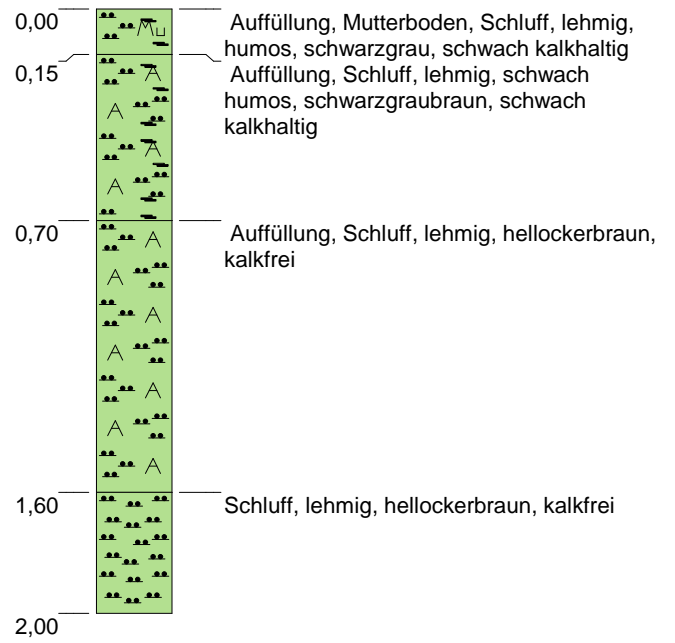 0,00
Auffüllung, Mutterboden, Schluff, lehmig,
humos, schwarzgrau, schwach kalkhaltig
0,15
Auffüllung, Schluff, lehmig, schwach
humos, schwarzgraubraun, schwach
kalkhaltig
0,70
Auffüllung, Schluff, lehmig, hellockerbraun,
kalkfrei
1,60
Schluff, lehmig, hellockerbraun, kalkfrei
2,00